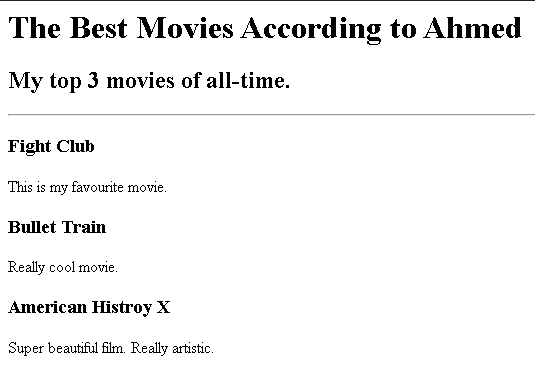 The Best Movies According to Ahmed
My top 3 movies of all-time.
Fight Club
This is my favourite movie.
Bullet Train
Really cool movie.
American Histroy X
Super beautiful film. Really artistic.